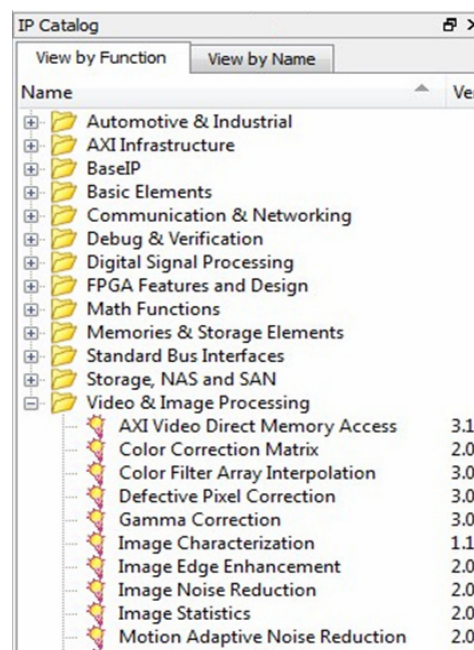 IP Catalog
View by Function View by Name
Name Ve
Automotive & Industrial
AXI Infrastructure
BaseIP
Basic Elements
Communication & Networking
Debug & Verification
Digital Signal Processing
FPGA Features and Design
Math Functions
Memories & Storage Elements
Standard Bus Interfaces
Storage, NAS and SAN
Video & Image Processing
AXI Video Direct Memory Access 3.1
Color Correction Matrix 2.0
Color Filter Array Interpolation 3.0
Defective Pixel Correction 3.0
Gamma Correction 3.0
Image Characterization 1.1
Image Edge Enhancement 2.0
Image Noise Reduction 2.0
Image Statistics 2.0
Motion Adaptive Noise Reduction 2.0